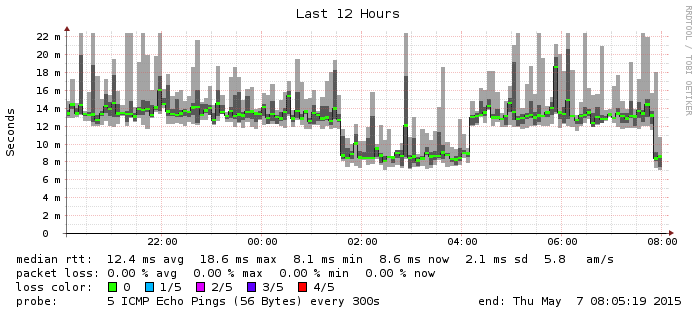 Last 12 Hours
RRDTOOL / TOBI OETIKER
Seconds
22 m
20 m
18 m
16 m
14 m
12 m
10 m
8 m
6 m
4 m
2 m
0
22:00 00:00 02:00 04:00 06:00 08:00
median rtt: 12.4 ms avg 18.6 ms max 8.1 ms min 8.6 ms now 2.1 ms sd 5.8 am/s
packet loss: 0.00 % avg 0.00 % max 0.00 % min 0.00 % now
loss color: 0 1/5 2/5 3/5 4/5
probe: 5 ICMP Echo Pings (56 Bytes) every 300s end: Thu May 7 08:05:19 2015